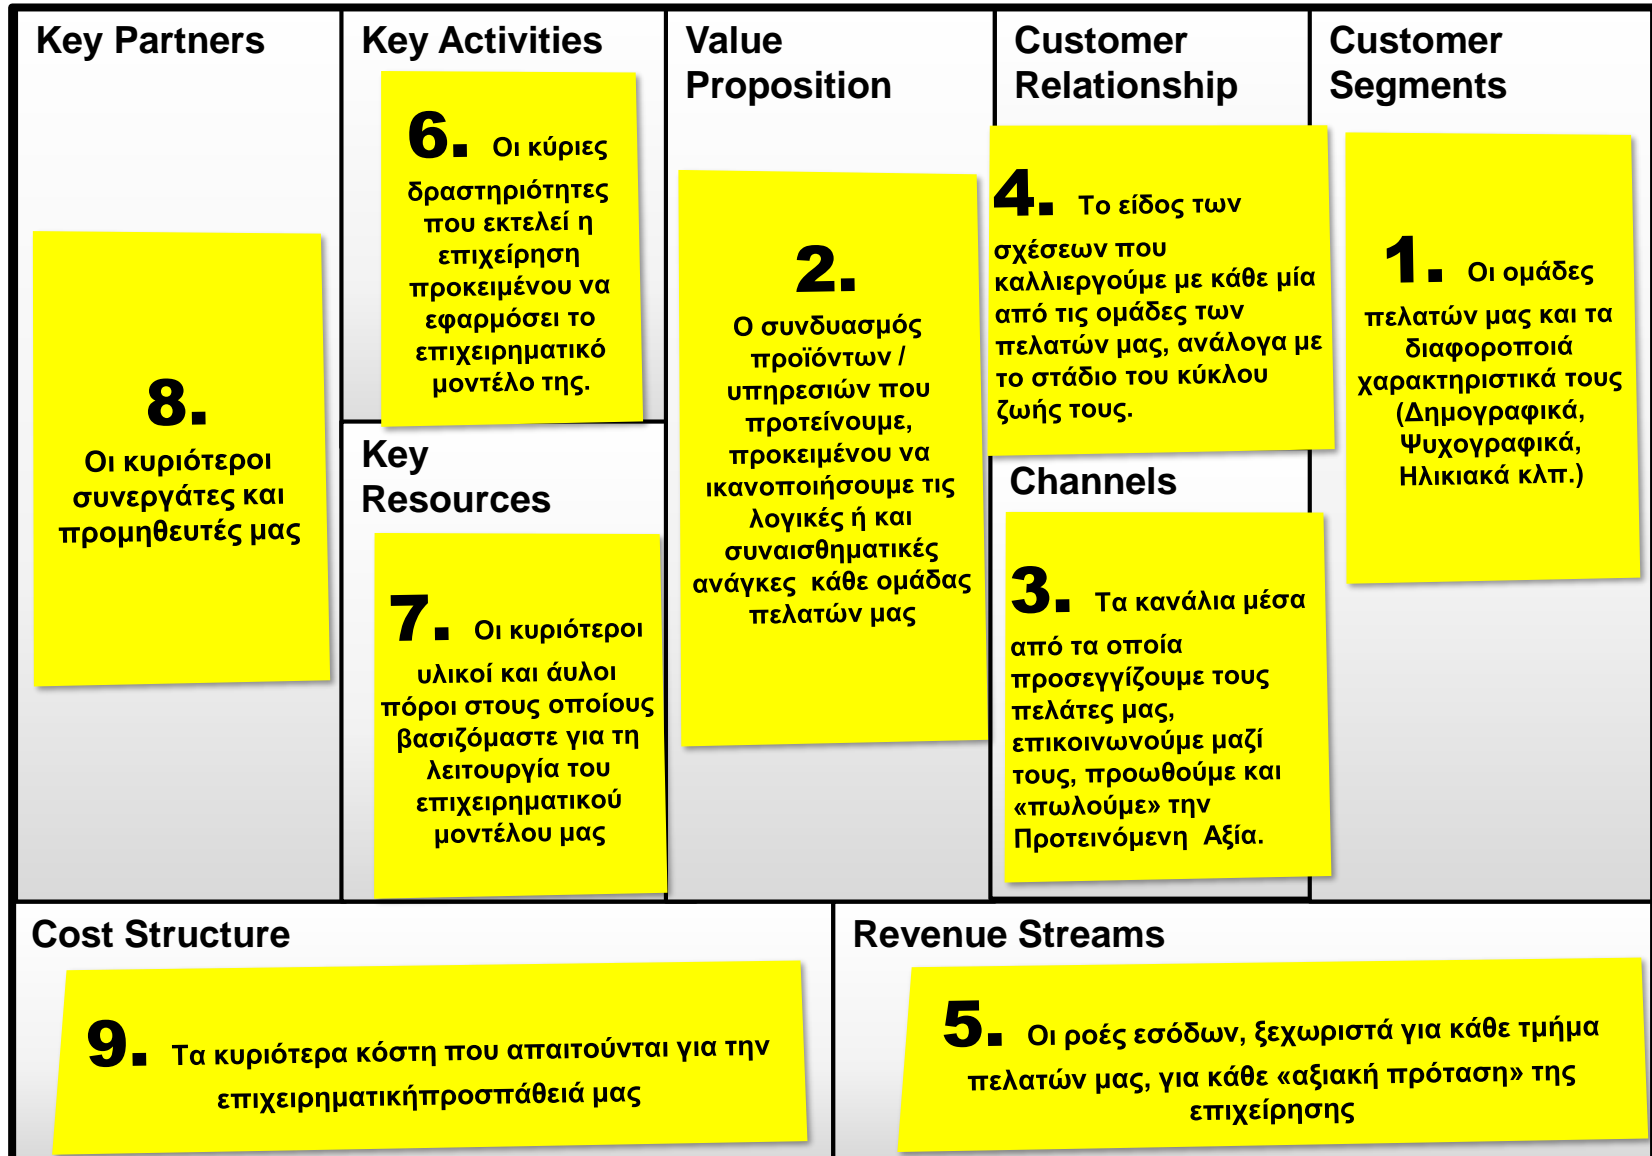 Key Partners
8.
Οι κυριότεροι
συνεργάτες και
προμηθευτές μας
Key Activities
6. Οι κύριες
δραστηριότητες
που εκτελεί η
επιχείρηση
προκειμένου να
εφαρμόσει το
επιχειρηματικό
μοντέλο της.
Key
Resources
7. Οι κυριότεροι
υλικοί και άυλοι
πόροι στους οποίους
βασιζόμαστε για τη
λειτουργία του
επιχειρηματικού
μοντέλου μας
Value
Proposition
2.
Ο συνδυασμός
προϊόντων /
υπηρεσιών που
προτείνουμε,
προκειμένου να
ικανοποιήσουμε τις
λογικές ή και
συναισθηματικές
ανάγκες κάθε ομάδας
πελατών μας
Customer
Relationship
4. Το είδος των
σχέσεων που
καλλιεργούμε με κάθε μία
από τις ομάδες των
πελατών μας, ανάλογα με
το στάδιο του κύκλου
ζωής τους.
Channels
3. Τα κανάλια μέσα
από τα οποία
προσεγγίζουμε τους
πελάτες μας,
επικοινωνούμε μαζί
τους, προωθούμε και
«πωλούμε» την
Προτεινόμενη Αξία.
Customer
Segments
1. Οι ομάδες
πελατών μας και τα
διαφοροποιά
χαρακτηριστικά τους
(Δημογραφικά,
Ψυχογραφικά,
Ηλικιακά κλπ.)
Cost Structure
9. Τα κυριότερα κόστη που απαιτούνται για την
επιχειρηματικήπροσπάθειά μας
Revenue Streams
5. Οι ροές εσόδων, ξεχωριστά για κάθε τμήμα
πελατών μας, για κάθε «αξιακή πρόταση» της
επιχείρησης